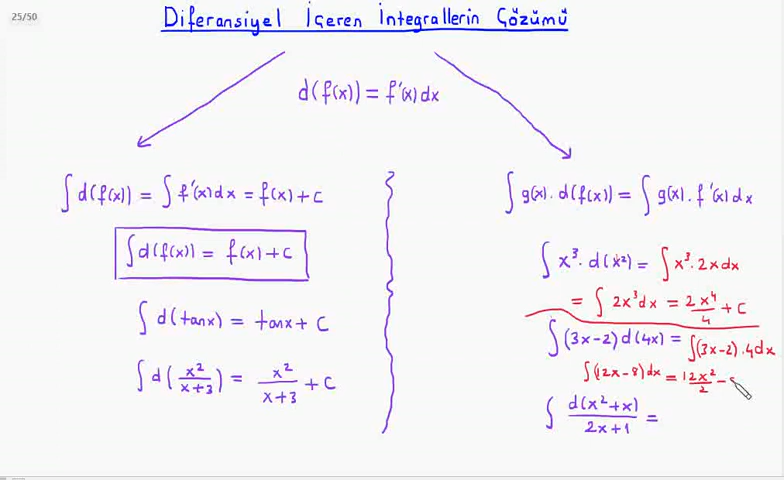 25/50
Diferansiyel İçeren İntegrallerin Çözümü
d(f(x)) = f'(x) dx
∫ d(f(x)) = ∫ f'(x) dx = f(x) + C
∫ d(f(x)) = f(x) + C
∫ d(tanx) = tanx + C
∫ d(x²/(x+3)) = x²/(x+3) + C
∫ g(x). d(f(x)) = ∫ g(x). f'(x) dx
∫ x³. d(x²) = ∫ x³. 2x dx
= ∫ 2x³ dx = 2x⁴/4 + C
∫ (3x-2) d(4x) = ∫ (3x-2). 4dx
∫ (12x-8) dx = 12x²/2 -
∫ d(x²+x)/(2x+1) =